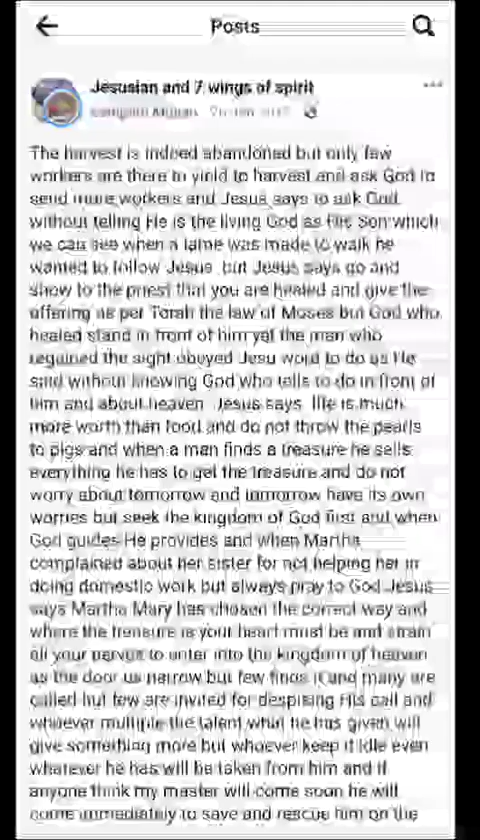 Posts
Jesusian and 7 wings of spirit
The harvest is indeed abandoned but only few
workers are there to yield to harvest and ask God to
send more workers and Jesus says to ask God
without telling He is the living God as His Son which
we can see when a lame was made to walk he
wanted to follow Jesus but Jesus says go and
show to the priest that you are healed and give the
offering as per Torah the law of Moses but God who
healed stand in front of him yet the man who
regained the sight obeyed Jesu word to do as He
said without knowing God who tells to do in front of
him and about heaven Jesus says life is much
more worth than food and do not throw the pearls
to pigs and when a man finds a treasure he sells
everything he has to get the treasure and do not
worry about tomorrow and tomorrow have its own
worries but seek the kingdom of God first and when
God guides He provides and when Martha
complained about her sister for not helping her in
doing domestic work but always pray to God Jesus
says Martha Mary has chosen the correct way and
where the treasure is your heart must be and strain
all your nerves to enter into the kingdom of heaven
as the door us narrow but few finds it and many are
called but few are invited for despising His call and
whoever multiple the talent what he has given will
give something more but whoever keep it idle even
whatever he has will be taken from him and if
anyone think my master will come soon he will
come immediately to save and rescue him on the